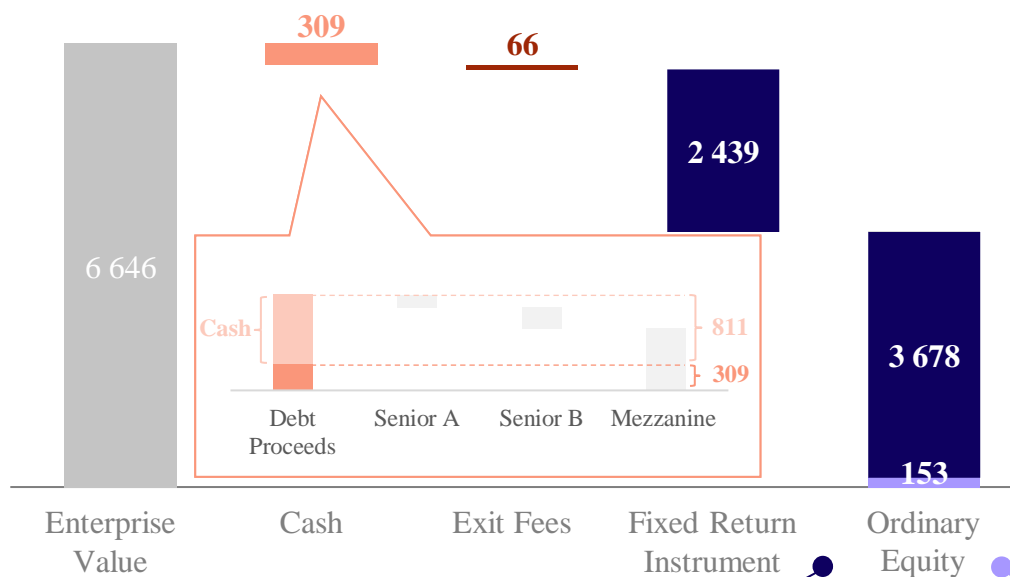 309
66
2 439
6 646
Cash
811
3 678
309
Debt Proceeds
Senior A
Senior B
Mezzanine
153
Enterprise Value
Cash
Exit Fees
Fixed Return Instrument
Ordinary Equity